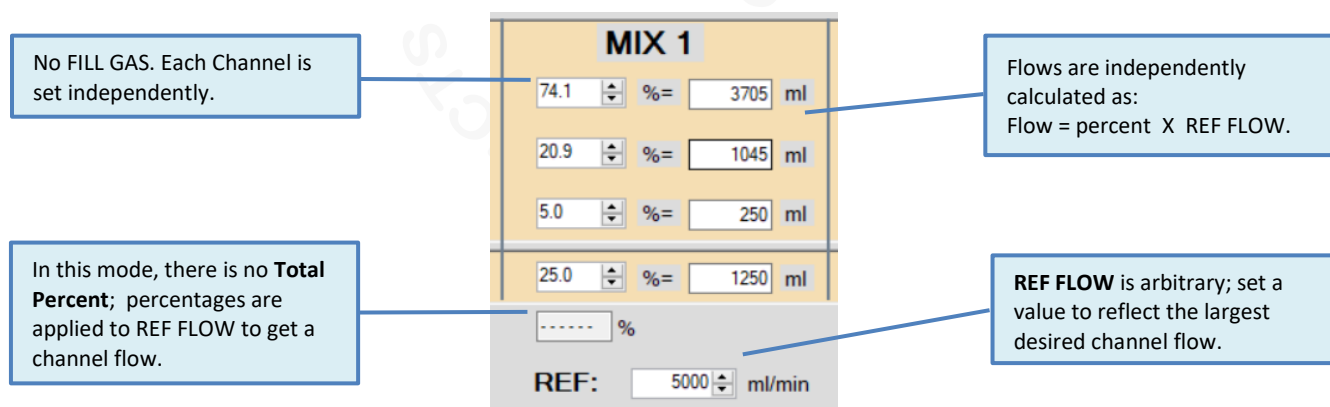 No FILL GAS. Each Channel is
set independently.
In this mode, there is no Total
Percent; percentages are
applied to REF FLOW to get a
channel flow.
MIX 1
74.1 %= 3705 ml
20.9 %= 1045 ml
5.0 %= 250 ml
25.0 %= 1250 ml
------ %
REF: 5000 ml/min
Flows are independently
calculated as:
Flow = percent X REF FLOW.
REF FLOW is arbitrary; set a
value to reflect the largest
desired channel flow.